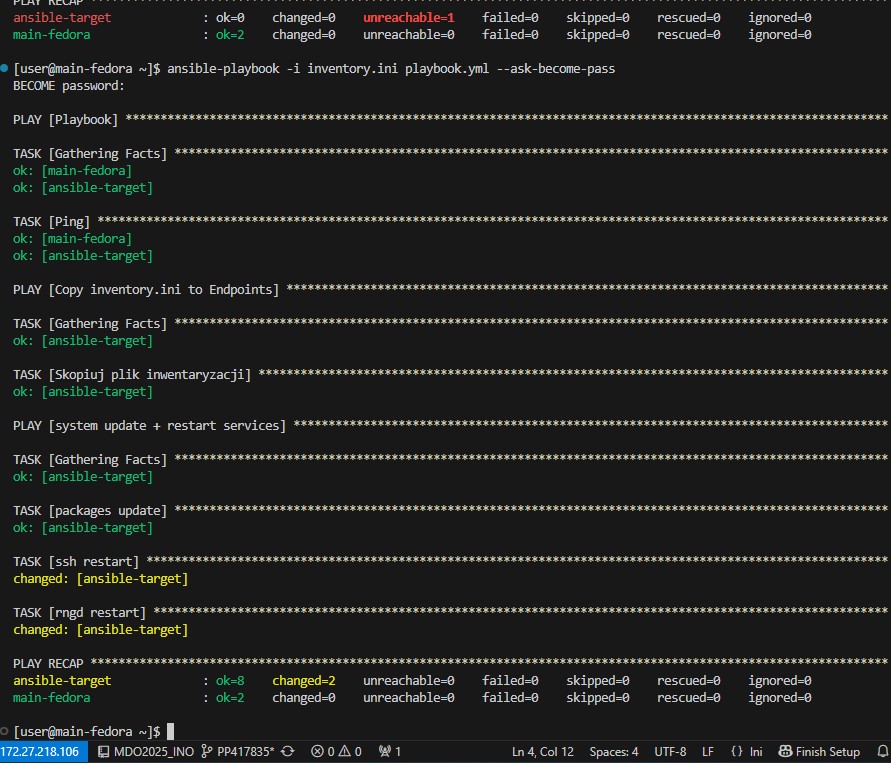 PLAY RECAP ****************************************************************************************************
ansible-target             : ok=0    changed=0    unreachable=1    failed=0    skipped=0    rescued=0    ignored=0
main-fedora                : ok=2    changed=0    unreachable=0    failed=0    skipped=0    rescued=0    ignored=0
[user@main-fedora ~]$ ansible-playbook -i inventory.ini playbook.yml --ask-become-pass
BECOME password:
PLAY [Playbook] ***************************************************************************************************
TASK [Gathering Facts] ********************************************************************************************
ok: [main-fedora]
ok: [ansible-target]
TASK [Ping] *******************************************************************************************************
ok: [main-fedora]
ok: [ansible-target]
PLAY [Copy inventory.ini to Endpoints] ****************************************************************************
TASK [Gathering Facts] ********************************************************************************************
ok: [ansible-target]
TASK [Skopiuj plik inwentaryzacji] ********************************************************************************
ok: [ansible-target]
PLAY [system update + restart services] ***************************************************************************
TASK [Gathering Facts] ********************************************************************************************
ok: [ansible-target]
TASK [packages update] ********************************************************************************************
ok: [ansible-target]
TASK [ssh restart] ************************************************************************************************
changed: [ansible-target]
TASK [rngd restart] ***********************************************************************************************
changed: [ansible-target]
PLAY RECAP ********************************************************************************************************
ansible-target             : ok=8    changed=2    unreachable=0    failed=0    skipped=0    rescued=0    ignored=0
main-fedora                : ok=2    changed=0    unreachable=0    failed=0    skipped=0    rescued=0    ignored=0
[user@main-fedora ~]$
172.27.218.106 MDO2025_INO PP417835* 0 0 1 Ln 4, Col 12 Spaces: 4 UTF-8 LF {} Ini Finish Setup